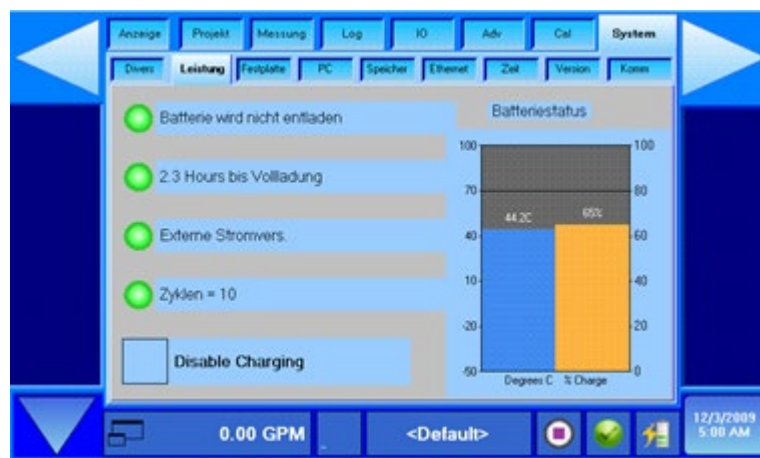 Anzeige Projekt Messung Log IO Adv Cal System
Divers Leistung Festplatte PC Speicher Ethernet Zeit Version Komm
Batterie wird nicht entladen
2.3 Hours bis Vollladung
Externe Stromvers.
Zyklen = 10
Disable Charging
Batteriestatus
100 100
70 80
44.2C 65%
40 60
10 40
-20 20
-50 0
Degrees C % Charge
0.00 GPM <Default> 12/3/2009
5:00 AM